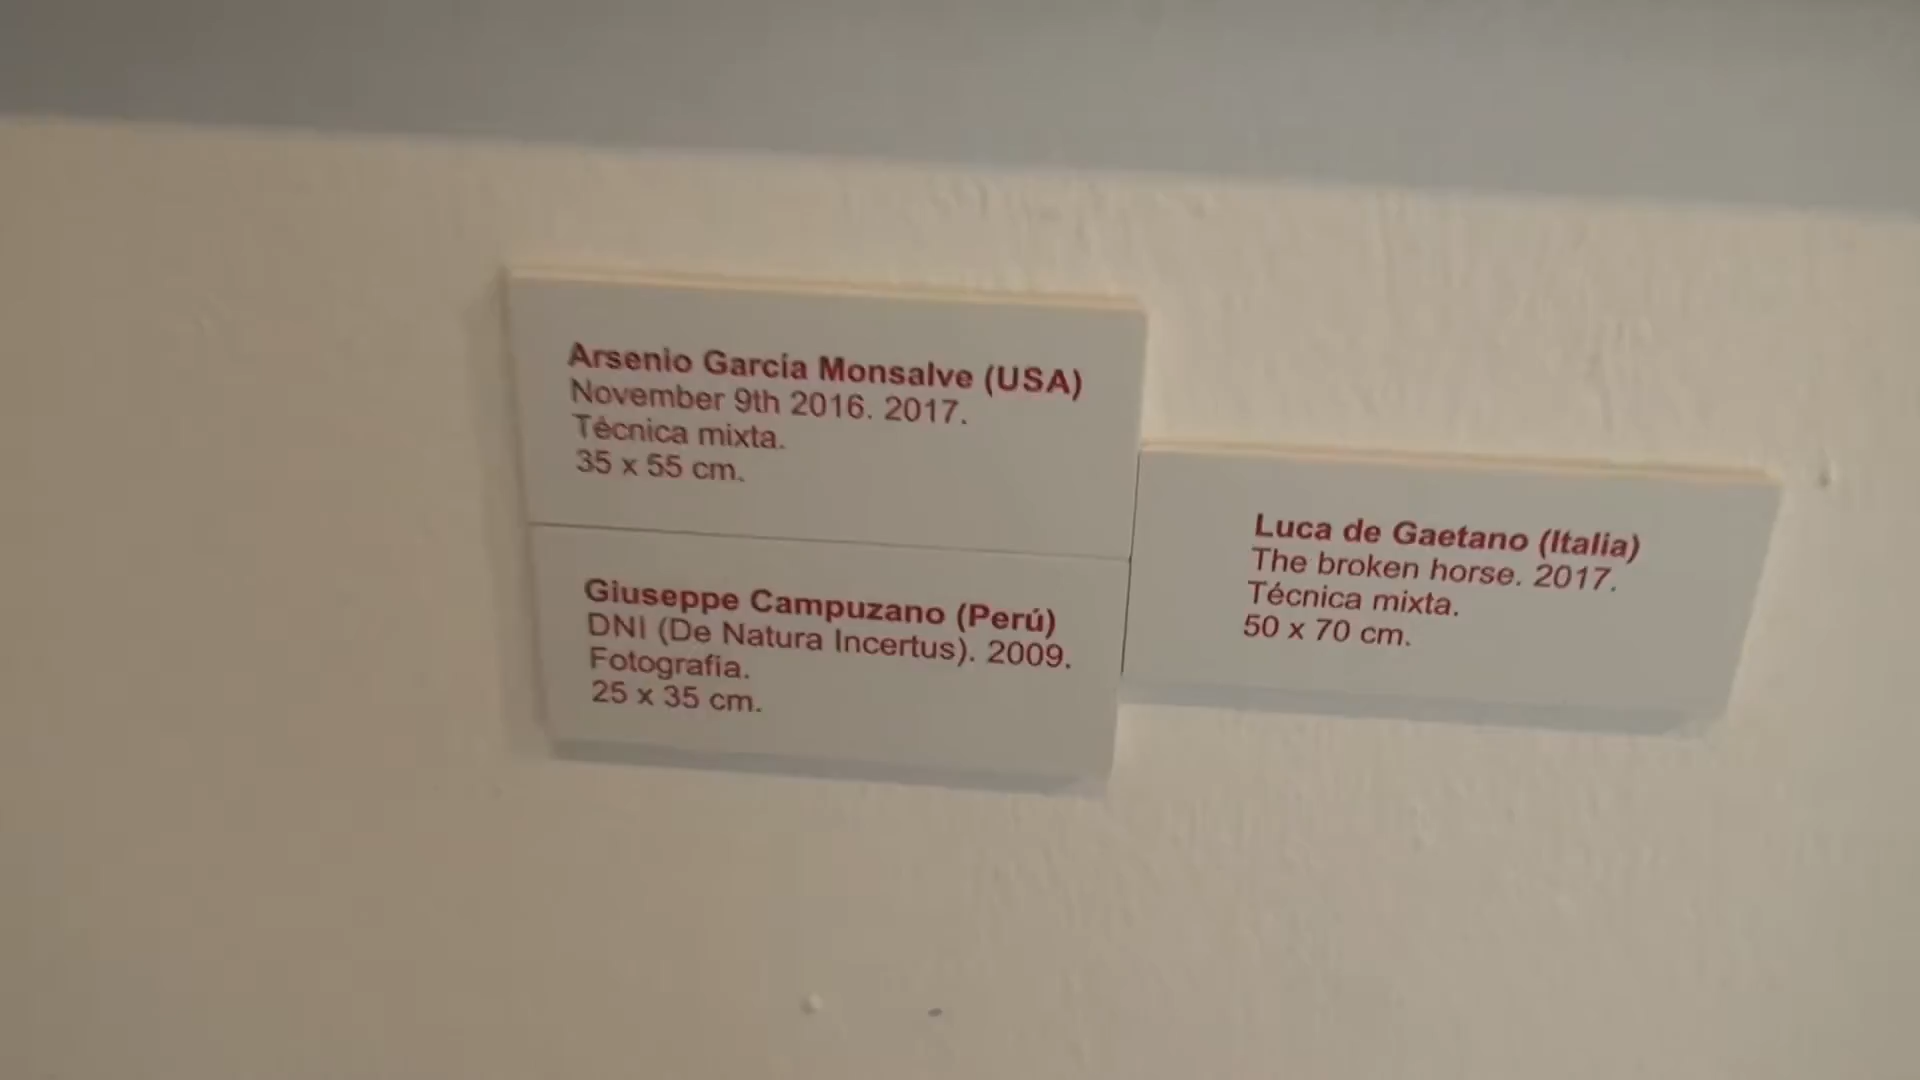 Arsenio García Monsalve (USA)
November 9th 2016. 2017.
Técnica mixta.
35 x 55 cm.
Giuseppe Campuzano (Perú)
DNI (De Natura Incertus). 2009.
Fotografía.
25 x 35 cm.
Luca de Gaetano (Italia)
The broken horse. 2017.
Técnica mixta.
50 x 70 cm.